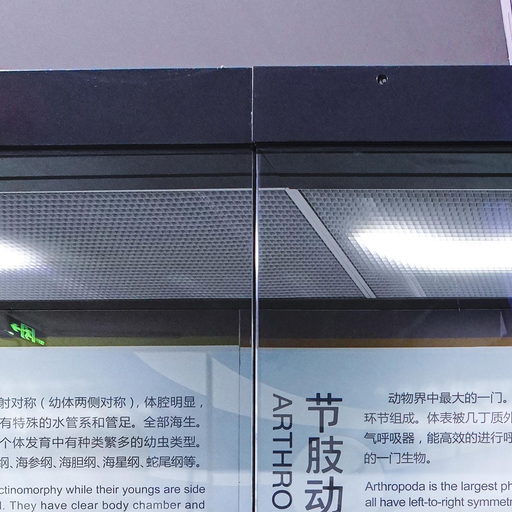 射对称（幼体两侧对称），体腔明显，
有特殊的水管系和管足。全部海生。
个体发育中有种类繁多的幼虫类型。
纲、海参纲、海胆纲、海星纲、蛇尾纲等。
ctinomorphy while their youngs are side
They have clear body chamber and
节肢动
ARTHRO
动物界中最大的一门。
环节组成。体表被几丁质外
气呼吸器，能高效的进行呼
的一门生物。
Arthropoda is the largest ph
all have left-to-right symmetr